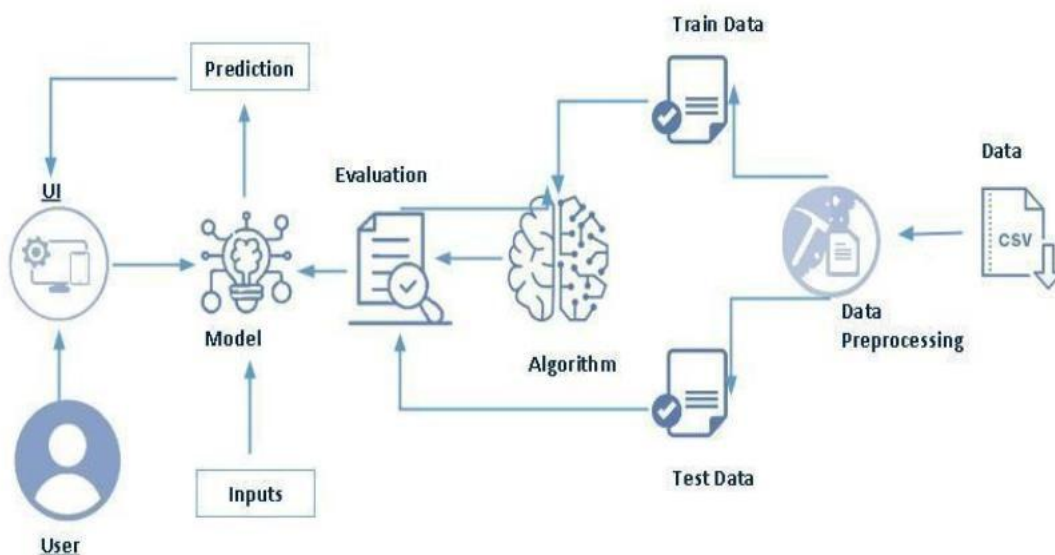 Train Data
Prediction
Data
Evaluation
UI
CSV
Model
Data
Preprocessing
Algorithm
Test Data
Inputs
User